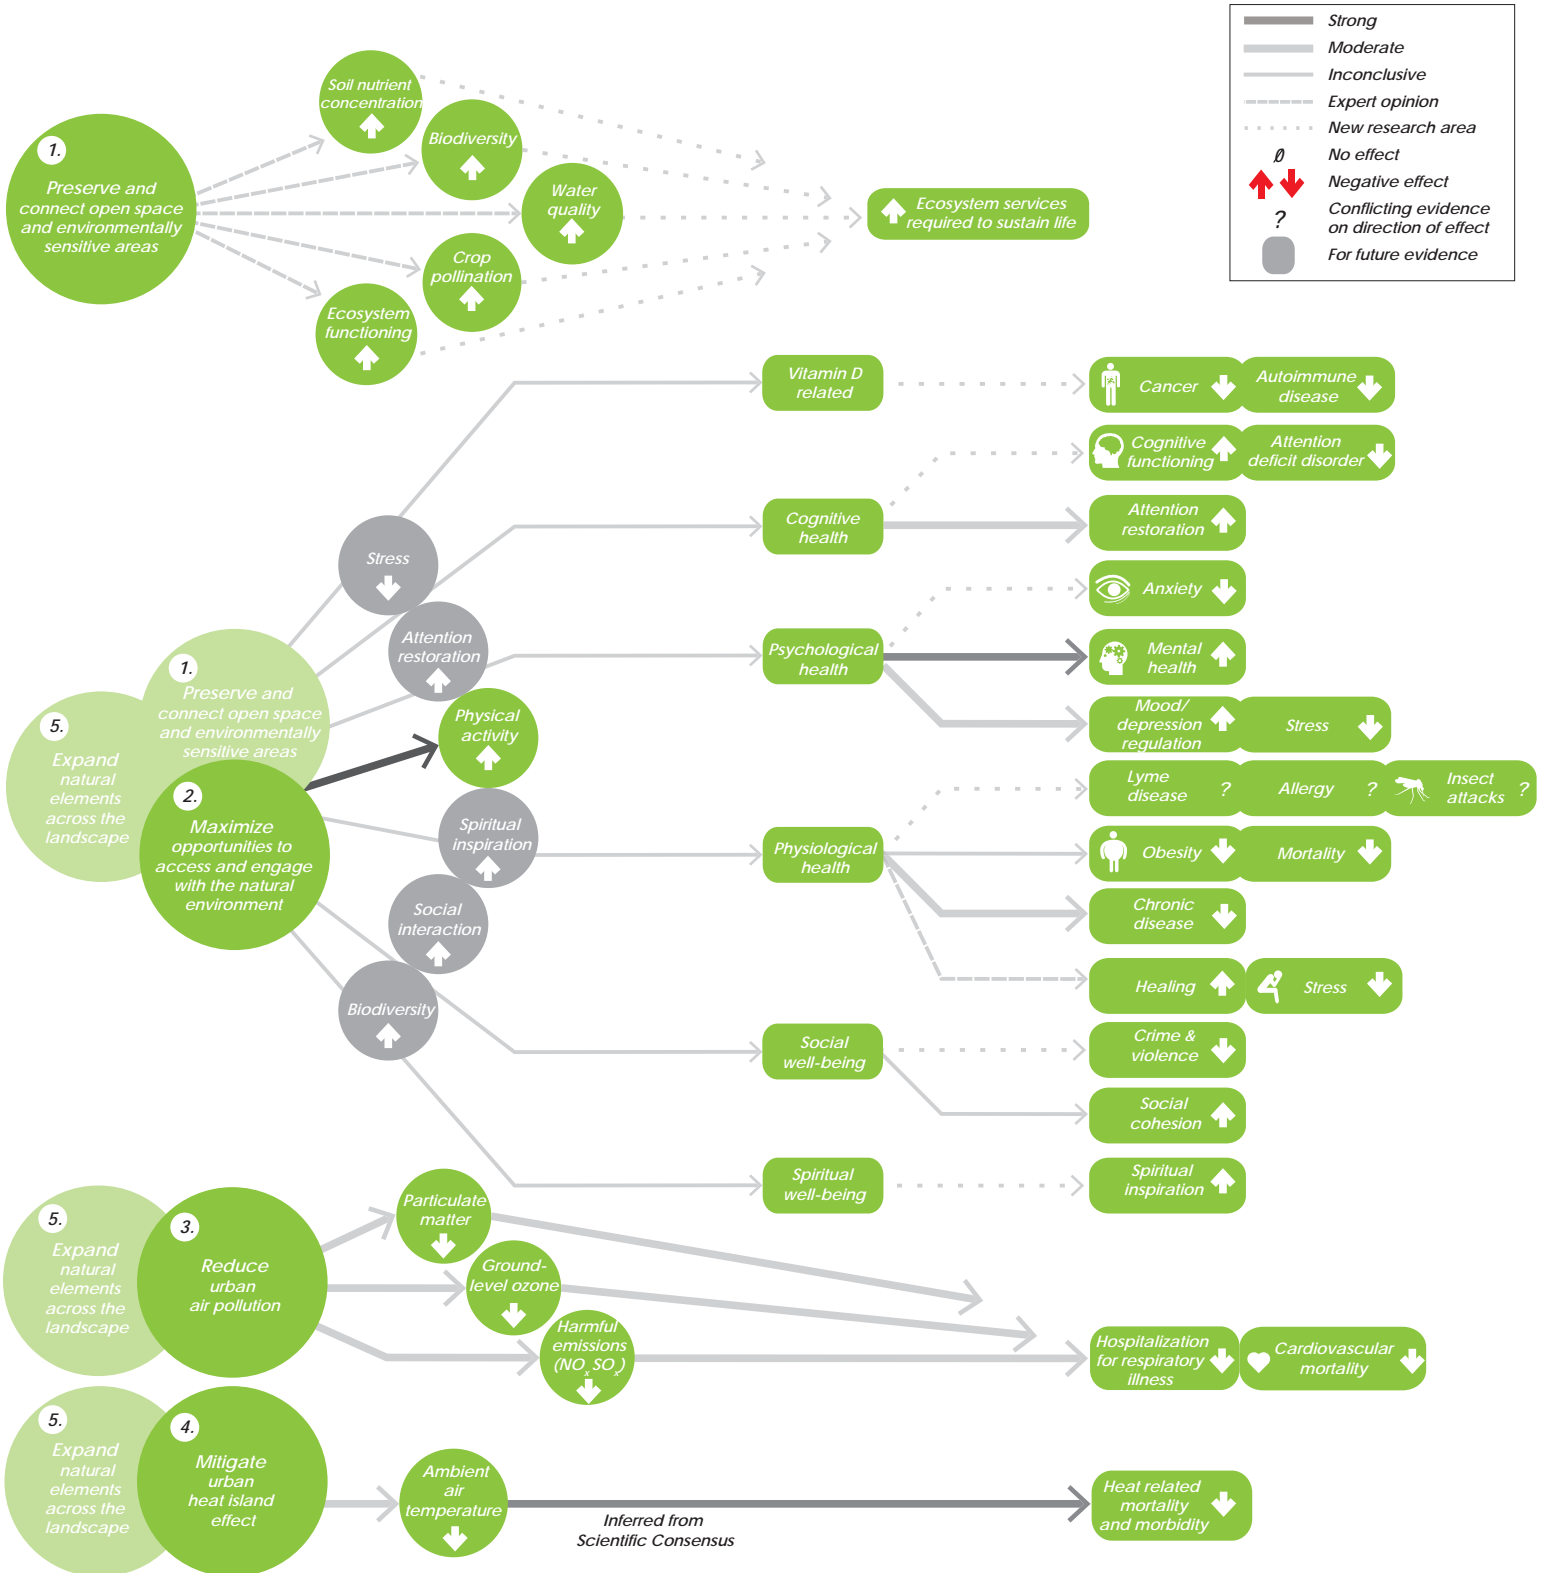 Strong
Moderate
Inconclusive
Expert opinion
New research area
Ø
No effect
Negative effect
?
Conflicting evidence
on direction of effect
For future evidence
1.
Preserve and
connect open space
and environmentally
sensitive areas
Soil nutrient
concentration
Biodiversity
Water
quality
Crop
pollination
Ecosystem
functioning
Ecosystem services
required to sustain life
5.
Expand
natural
elements
across the
landscape
1.
Preserve and
connect open space
and environmentally
sensitive areas
2.
Maximize
opportunities to
access and engage
with the natural
environment
Stress
Attention
restoration
Physical
activity
Spiritual
inspiration
Social
interaction
Biodiversity
Vitamin D
related
Cancer
Autoimmune
disease
Cognitive
health
Cognitive
functioning
Attention
deficit disorder
Attention
restoration
Psychological
health
Anxiety
Mental
health
Mood/
depression
regulation
Stress
Physiological
health
Lyme
disease
?
Allergy
?
Insect
attacks
?
Obesity
Mortality
Chronic
disease
Healing
Stress
Social
well-being
Crime &
violence
Social
cohesion
Spiritual
well-being
Spiritual
inspiration
5.
Expand
natural
elements
across the
landscape
3.
Reduce
urban
air pollution
Particulate
matter
Ground-
level ozone
Harmful
emissions
(NOx SOx)
Hospitalization
for respiratory
illness
Cardiovascular
mortality
5.
Expand
natural
elements
across the
landscape
4.
Mitigate
urban
heat island
effect
Ambient
air
temperature
Inferred from
Scientific Consensus
Heat related
mortality
and morbidity